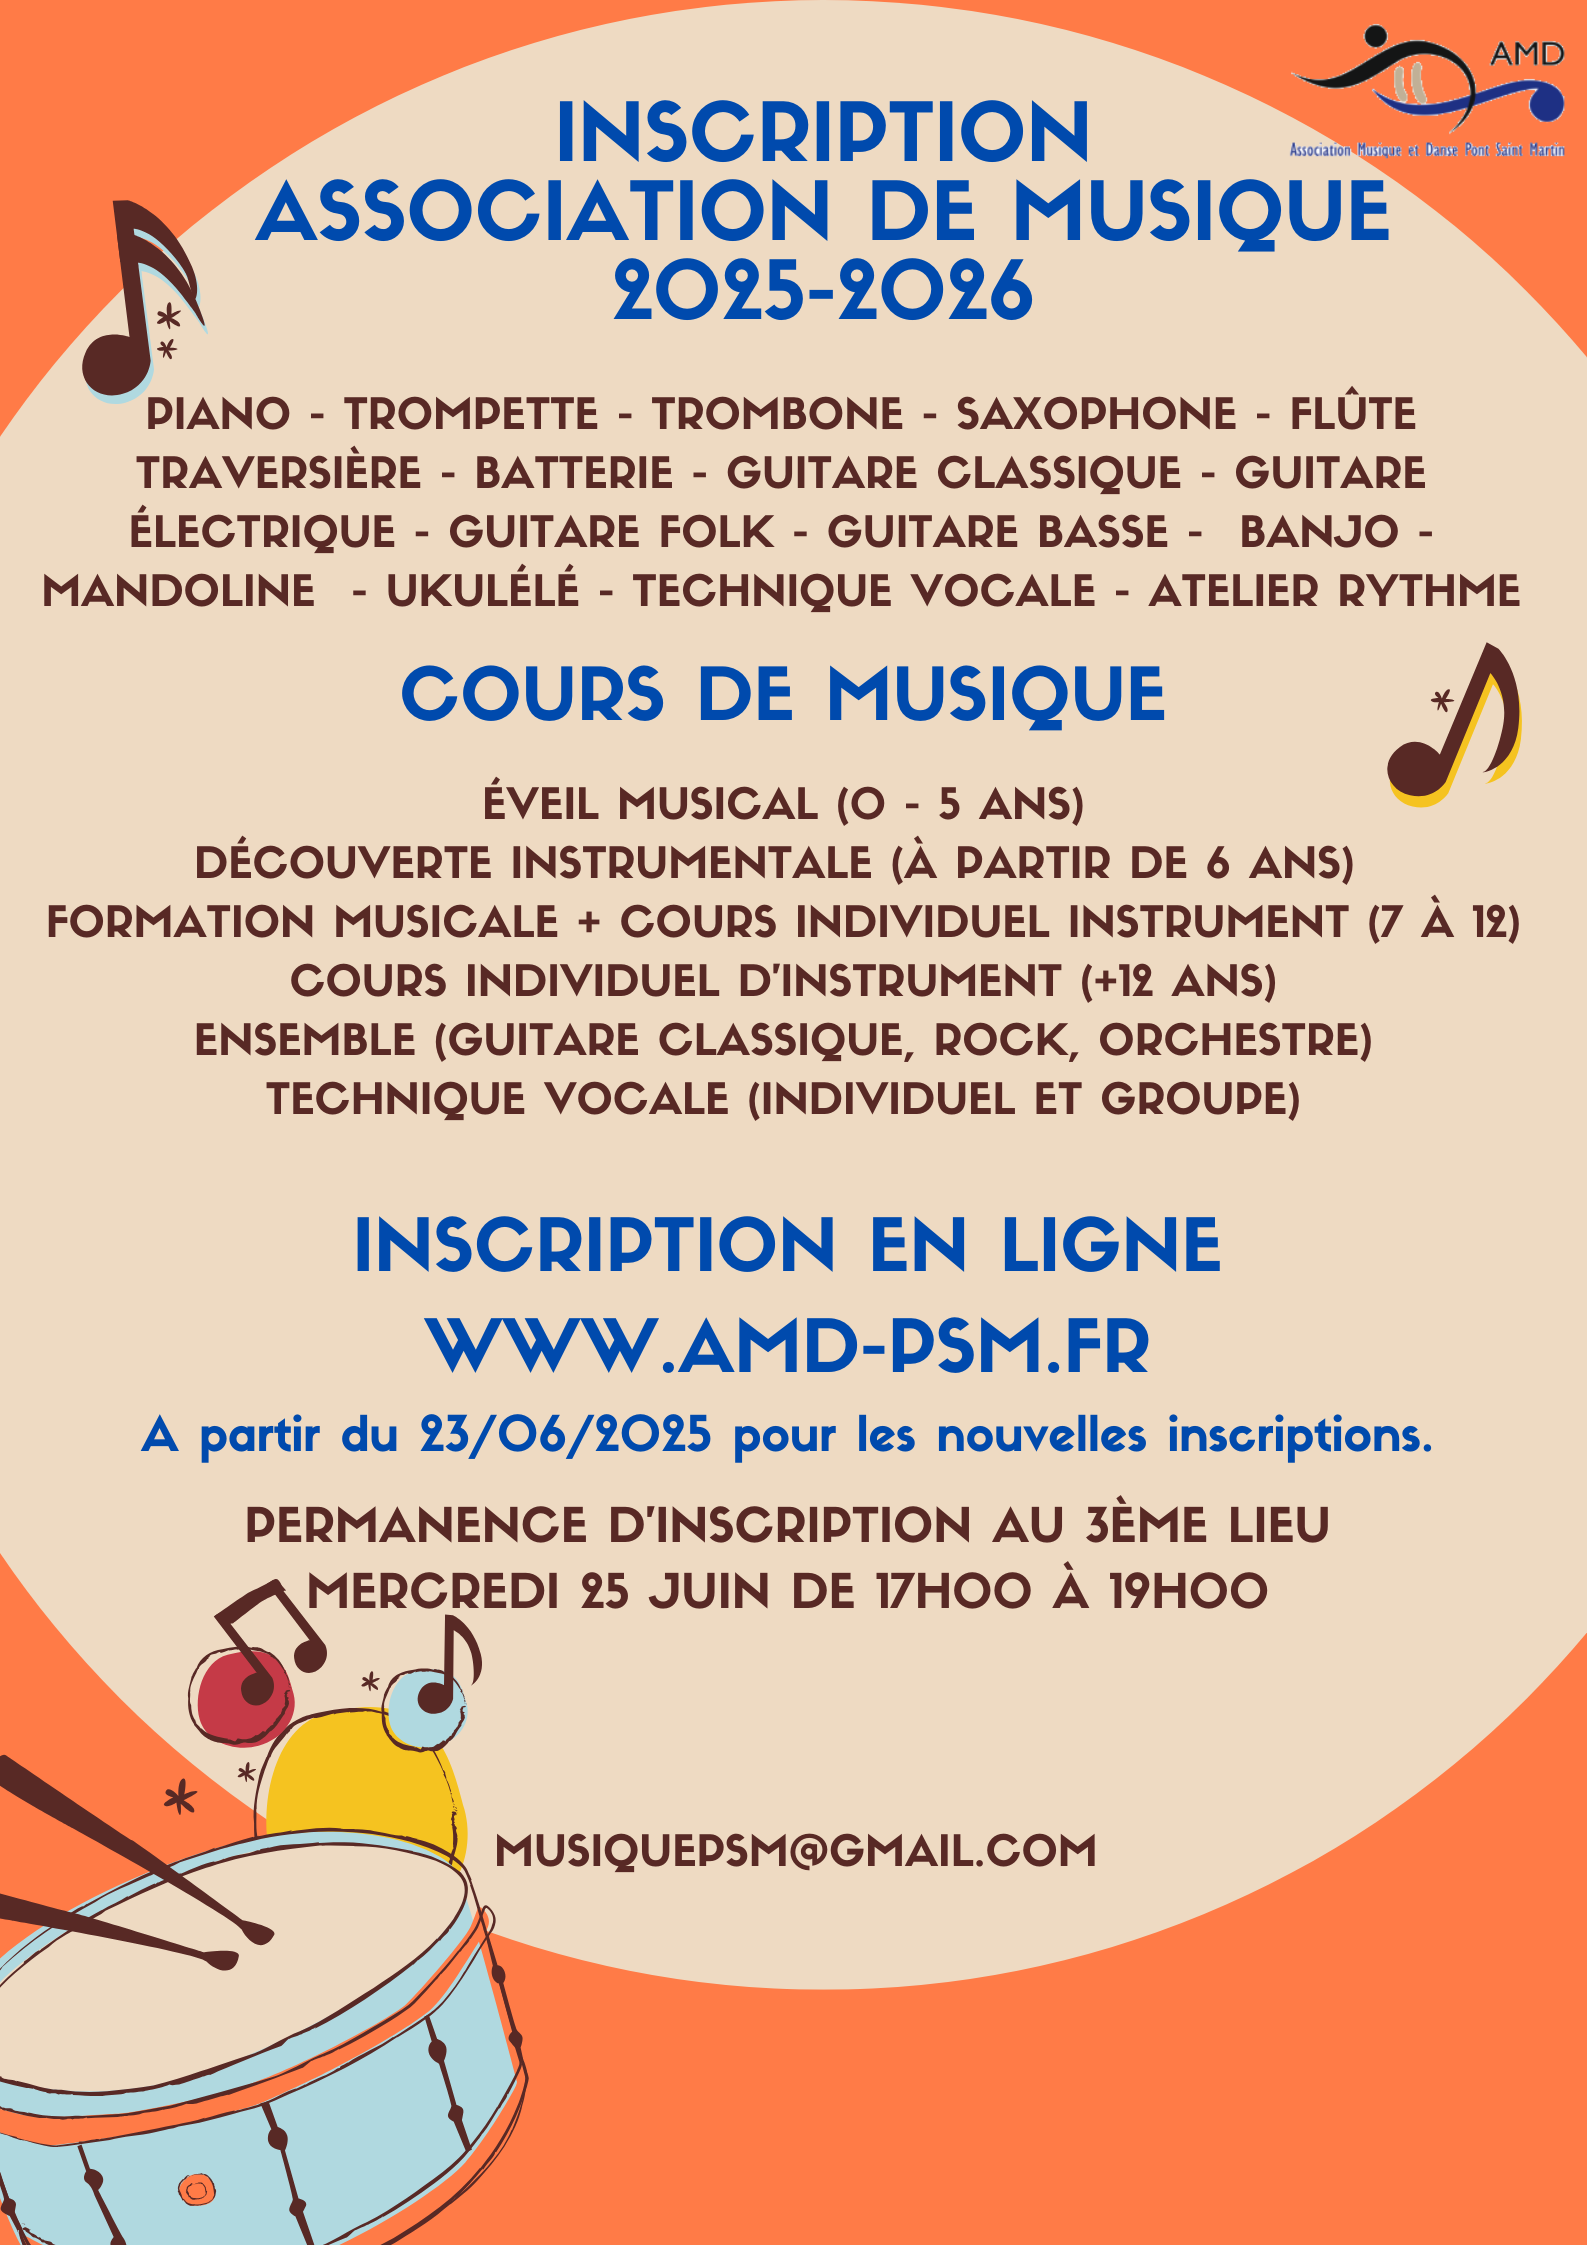 AMD
Association Musique et Danse Pont Saint Martin
INSCRIPTION
ASSOCIATION DE MUSIQUE
2025-2026
PIANO - TROMPETTE - TROMBONE - SAXOPHONE - FLÛTE
TRAVERSIÈRE - BATTERIE - GUITARE CLASSIQUE - GUITARE
ÉLECTRIQUE - GUITARE FOLK - GUITARE BASSE - BANJO -
MANDOLINE - UKULÉLÉ - TECHNIQUE VOCALE - ATELIER RYTHME
COURS DE MUSIQUE
ÉVEIL MUSICAL (0 - 5 ANS)
DÉCOUVERTE INSTRUMENTALE (À PARTIR DE 6 ANS)
FORMATION MUSICALE + COURS INDIVIDUEL INSTRUMENT (7 À 12)
COURS INDIVIDUEL D'INSTRUMENT (+12 ANS)
ENSEMBLE (GUITARE CLASSIQUE, ROCK, ORCHESTRE)
TECHNIQUE VOCALE (INDIVIDUEL ET GROUPE)
INSCRIPTION EN LIGNE
WWW.AMD-PSM.FR
A partir du 23/06/2025 pour les nouvelles inscriptions.
PERMANENCE D'INSCRIPTION AU 3ÈME LIEU
MERCREDI 25 JUIN DE 17H00 À 19H00
MUSIQUEPSM@GMAIL.COM